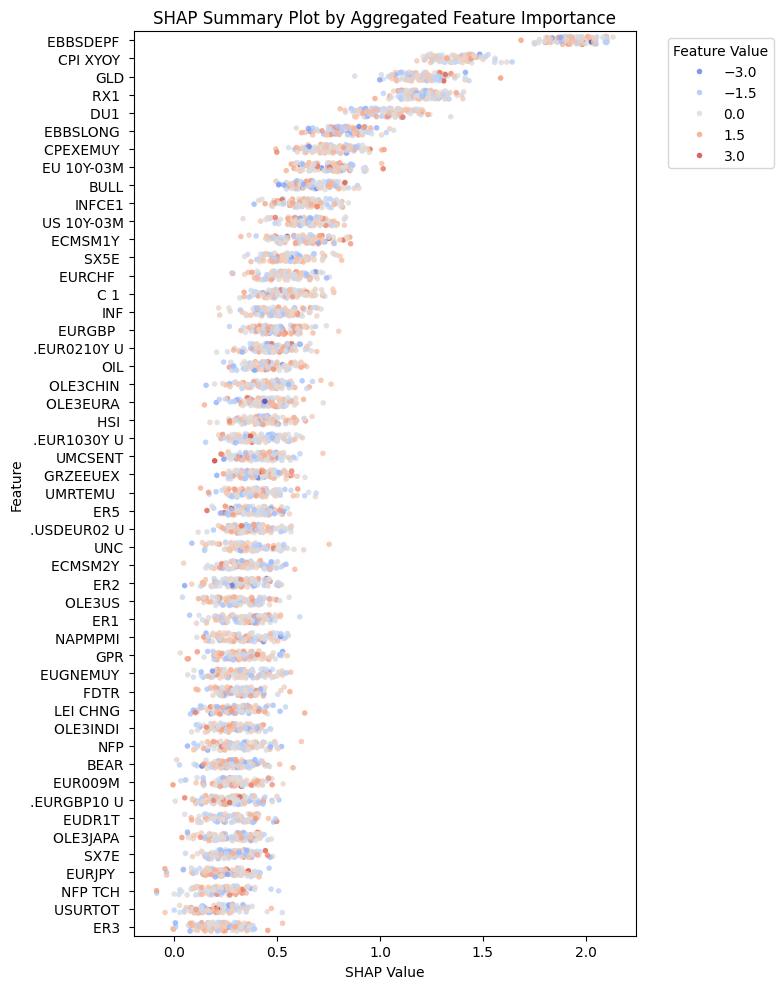 SHAP Summary Plot by Aggregated Feature Importance
EBBSDEPF
CPI XYOY
GLD
RX1
DU1
EBBSLONG
CPEXEMUY
EU 10Y-03M
BULL
INFCE1
US 10Y-03M
ECMSM1Y
SX5E
EURCHF
C 1
INF
EURGBP
.EUR0210Y U
OIL
OLE3CHIN
OLE3EURA
HSI
.EUR1030Y U
UMCSENT
GRZEEUEX
UMRTEMU
ER5
.USDEUR02 U
UNC
ECMSM2Y
ER2
OLE3US
ER1
NAPMPMI
GPR
EUGNEMUY
FDTR
LEI CHNG
OLE3INDI
NFP
BEAR
EUR009M
.EURGBP10 U
EUDR1T
OLE3JAPA
SX7E
EURJPY
NFP TCH
USURTOT
ER3
Feature
0.0 0.5 1.0 1.5 2.0
SHAP Value
Feature Value
−3.0
−1.5
0.0
1.5
3.0